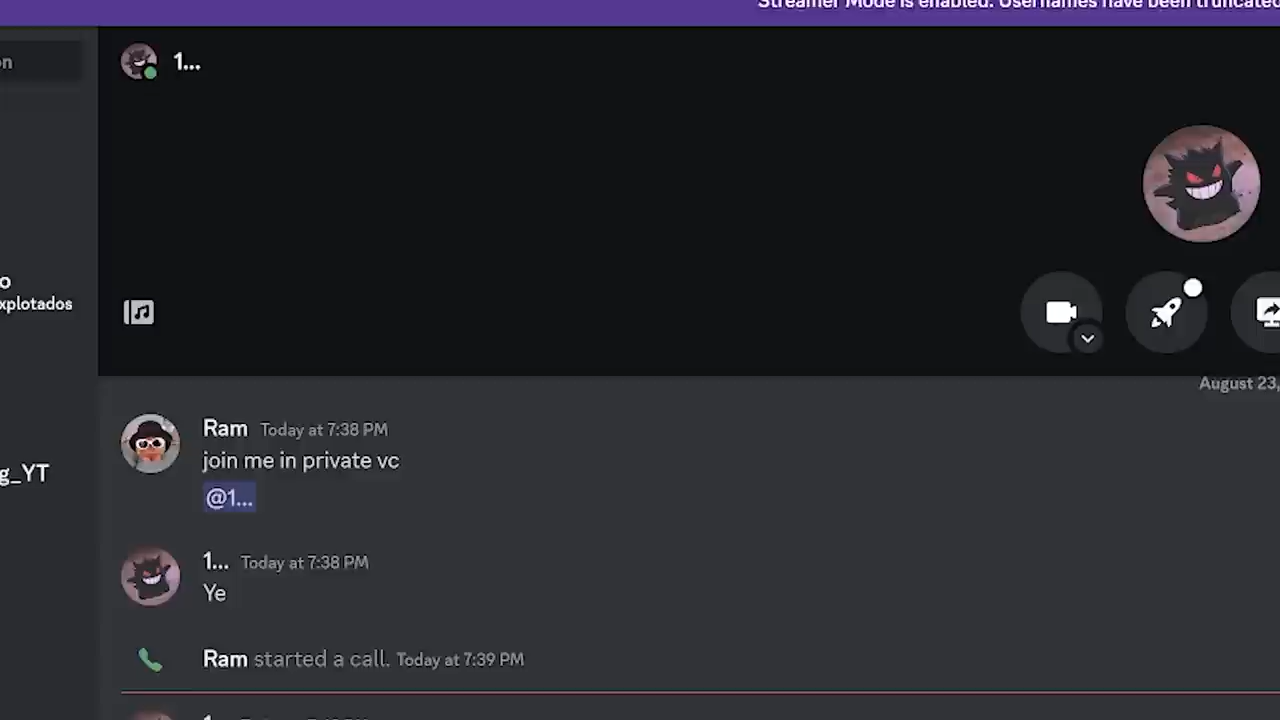 Streamer Mode is enabled. Usernames have been truncated
on
1...
o
xplotados
August 23,
Ram Today at 7:38 PM
join me in private vc
@1...
g_YT
1... Today at 7:38 PM
Ye
Ram started a call. Today at 7:39 PM